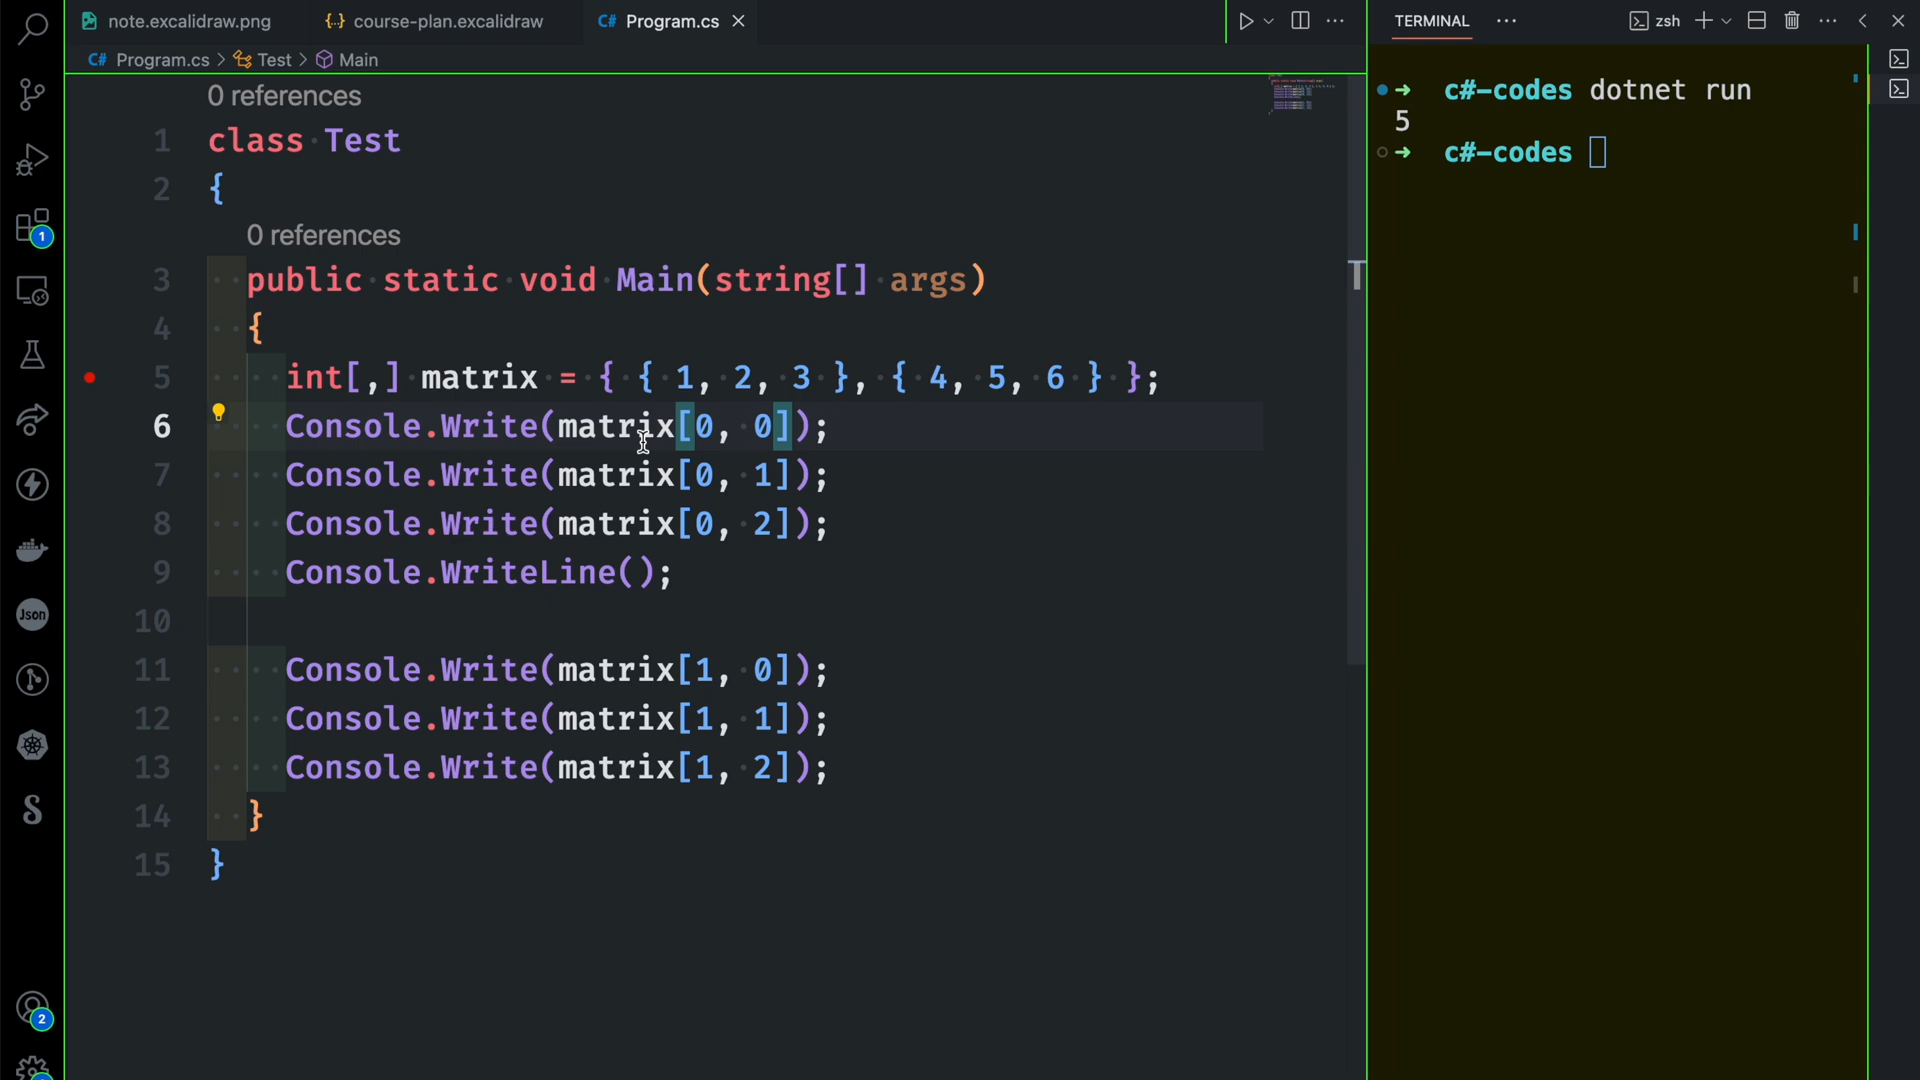 note.excalidraw.png
{} course-plan.excalidraw
C# Program.cs
TERMINAL
zsh
C# Program.cs > Test > Main
0 references
1 class Test
2 {
0 references
3 public static void Main(string[] args)
4 {
5 int[,] matrix = { { 1, 2, 3 }, { 4, 5, 6 } };
6 Console.Write(matrix[0, 0]);
7 Console.Write(matrix[0, 1]);
8 Console.Write(matrix[0, 2]);
9 Console.WriteLine();
10
11 Console.Write(matrix[1, 0]);
12 Console.Write(matrix[1, 1]);
13 Console.Write(matrix[1, 2]);
14 }
15 }
c#-codes dotnet run
5
c#-codes
1
Json
2